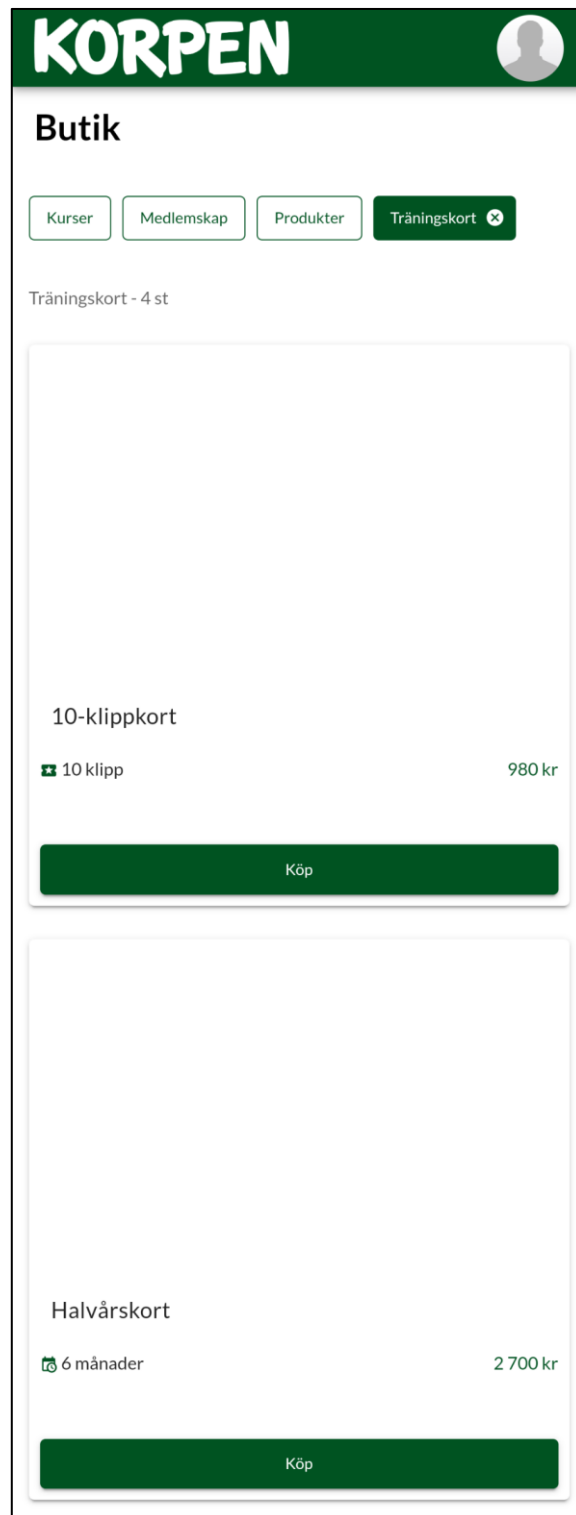 KORPEN
Butik
Kurser Medlemskap Produkter Träningskort
Träningskort - 4 st
10-klippkort
10 klipp 980 kr
Köp
Halvårskort
6 månader 2 700 kr
Köp